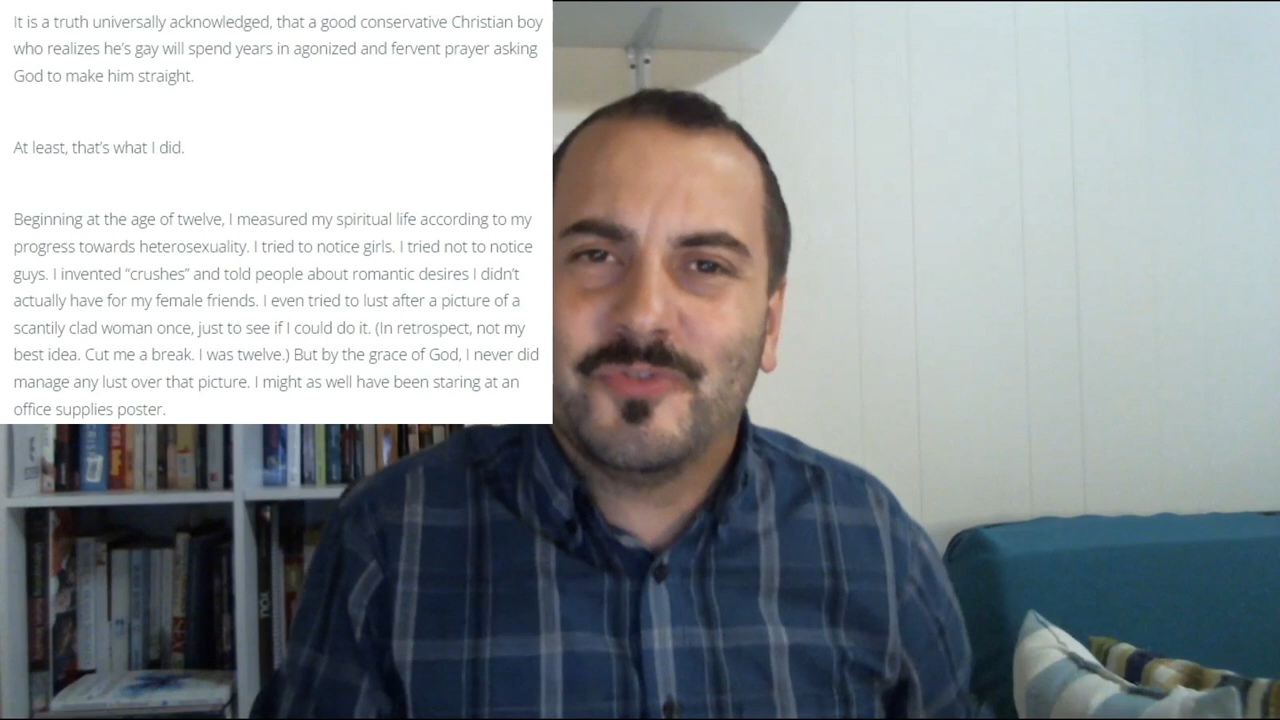 It is a truth universally acknowledged, that a good conservative Christian boy
who realizes he’s gay will spend years in agonized and fervent prayer asking
God to make him straight.
At least, that’s what I did.
Beginning at the age of twelve, I measured my spiritual life according to my
progress towards heterosexuality. I tried to notice girls. I tried not to notice
guys. I invented “crushes” and told people about romantic desires I didn’t
actually have for my female friends. I even tried to lust after a picture of a
scantily clad woman once, just to see if I could do it. (In retrospect, not my
best idea. Cut me a break. I was twelve.) But by the grace of God, I never did
manage any lust over that picture. I might as well have been staring at an
office supplies poster.